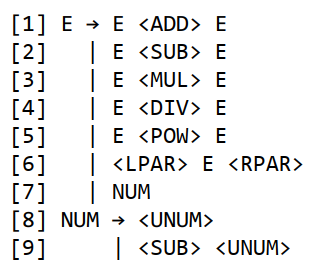 [1] E → E <ADD> E
[2] | E <SUB> E
[3] | E <MUL> E
[4] | E <DIV> E
[5] | E <POW> E
[6] | <LPAR> E <RPAR>
[7] | NUM
[8] NUM → <UNUM>
[9] | <SUB> <UNUM>